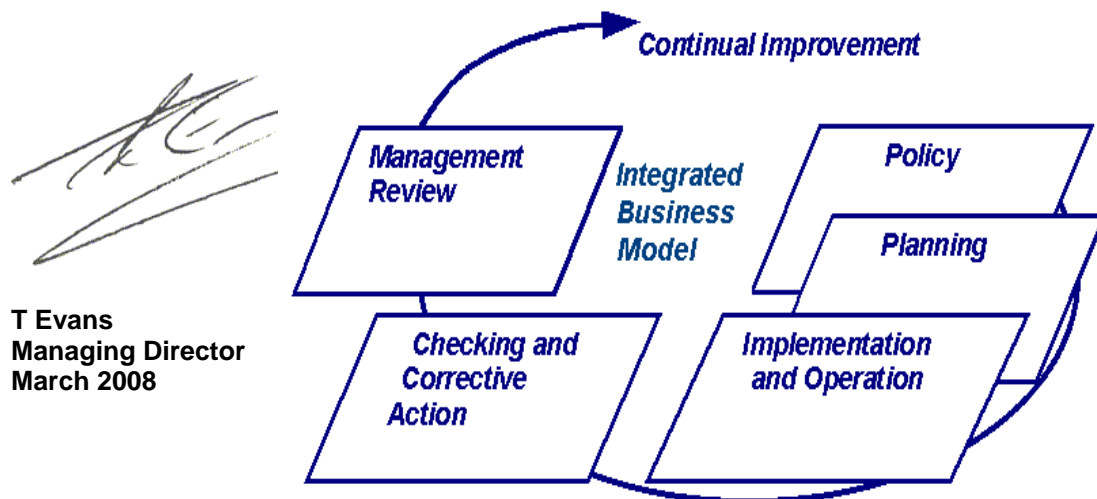 Continual Improvement
Management
Review
Integrated
Business
Model
Policy
Planning
T Evans
Managing Director
March 2008
Checking and
Corrective
Action
Implementation
and Operation